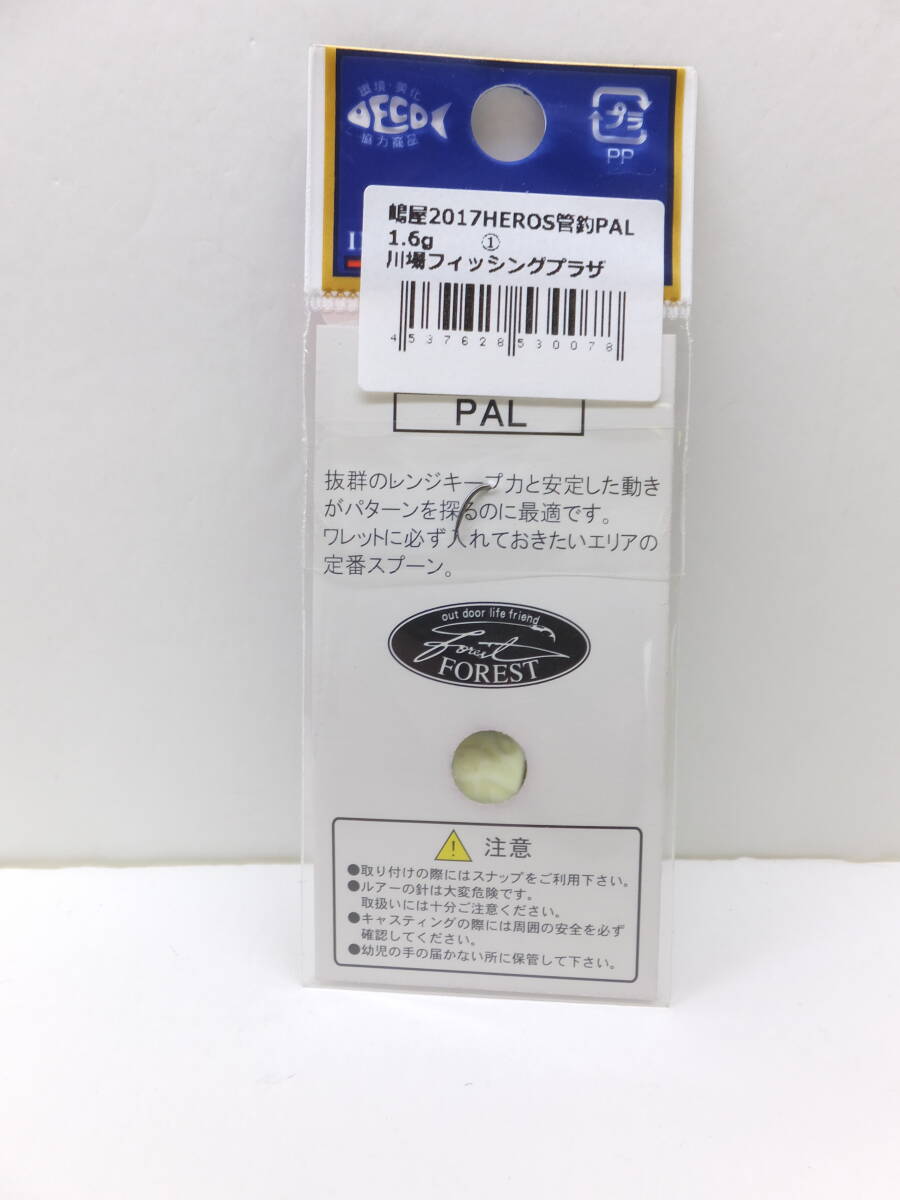 環境・美化
DECO
協力商品
プラ
PP
嶋屋2017HEROS管釣PAL
1.6g ①
川場フィッシングプラザ
4 537628 530078
PAL
抜群のレンジキープ力と安定した動き
がパターンを探るのに最適です。
ワレットに必ず入れておきたいエリアの
定番スプーン。
out door life friend
Forest
FOREST
注意
●取り付けの際にはスナップをご利用下さい。
●ルアーの針は大変危険です。
取扱いには十分ご注意ください。
●キャスティングの際には周囲の安全を必ず
確認してください。
●幼児の手の届かない所に保管して下さい。